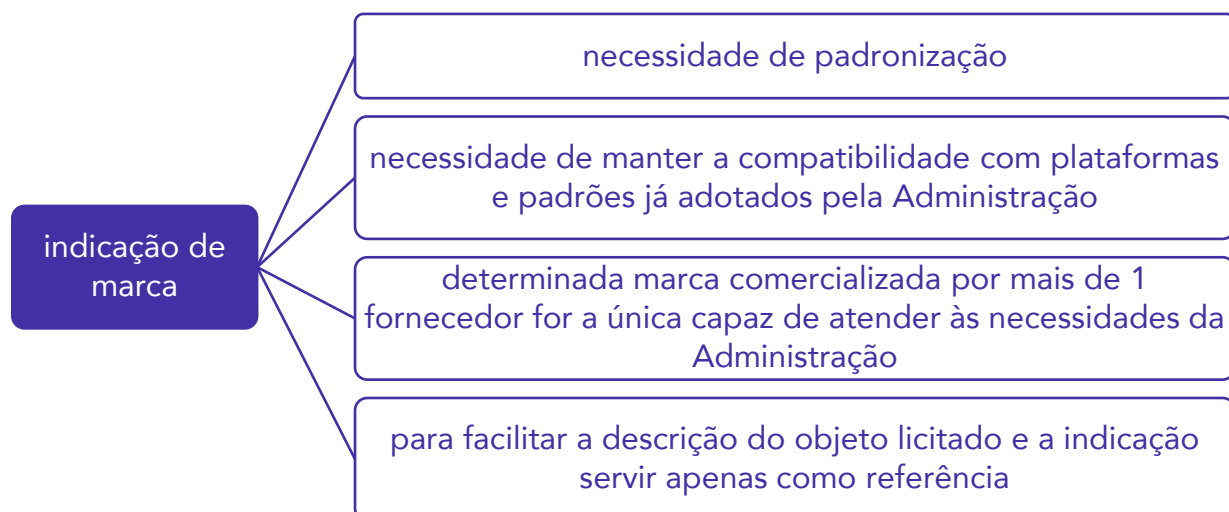 necessidade de padronização
necessidade de manter a compatibilidade com plataformas
e padrões já adotados pela Administração
indicação de
marca
determinada marca comercializada por mais de 1
fornecedor for a única capaz de atender às necessidades da
Administração
para facilitar a descrição do objeto licitado e a indicação
servir apenas como referência